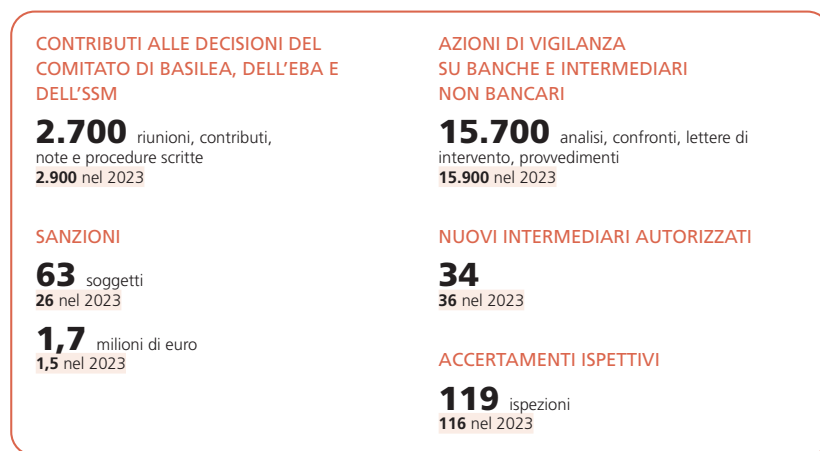 CONTRIBUTI ALLE DECISIONI DEL
COMITATO DI BASILEA, DELL'EBA E
DELL'SSM
2.700 riunioni, contributi,
note e procedure scritte
2.900 nel 2023
SANZIONI
63 soggetti
26 nel 2023
1,7 milioni di euro
1,5 nel 2023
AZIONI DI VIGILANZA
SU BANCHE E INTERMEDIARI
NON BANCARI
15.700 analisi, confronti, lettere di
intervento, provvedimenti
15.900 nel 2023
NUOVI INTERMEDIARI AUTORIZZATI
34
36 nel 2023
ACCERTAMENTI ISPETTIVI
119 ispezioni
116 nel 2023